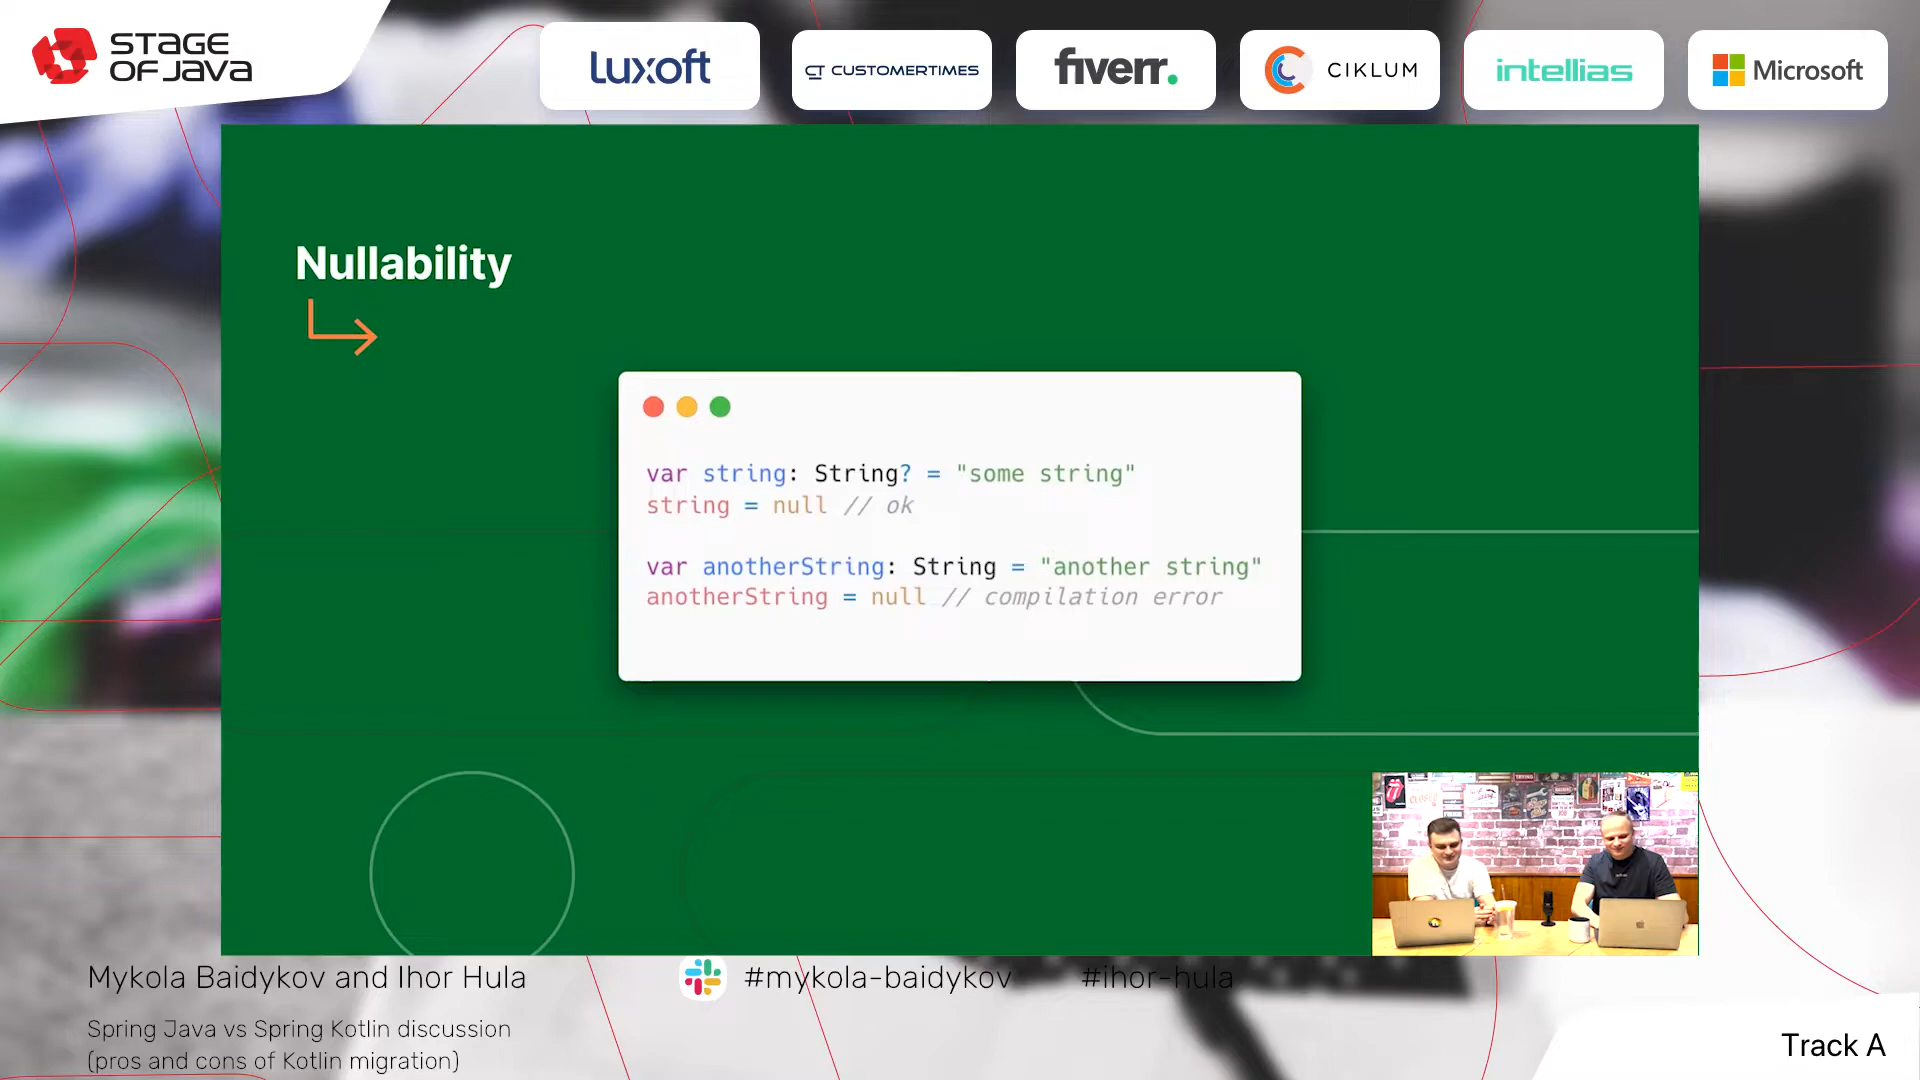 STAGE
OF JAVA
luxoft
CT CUSTOMERTIMES
fiverr.
CIKLUM
intellias
Microsoft
Nullability
var string: String? = "some string"
string = null // ok
var anotherString: String = "another string"
anotherString = null // compilation error
Mykola Baidykov and Ihor Hula
#mykola-baidykov
#ihor-hula
Spring Java vs Spring Kotlin discussion
(pros and cons of Kotlin migration)
Track A